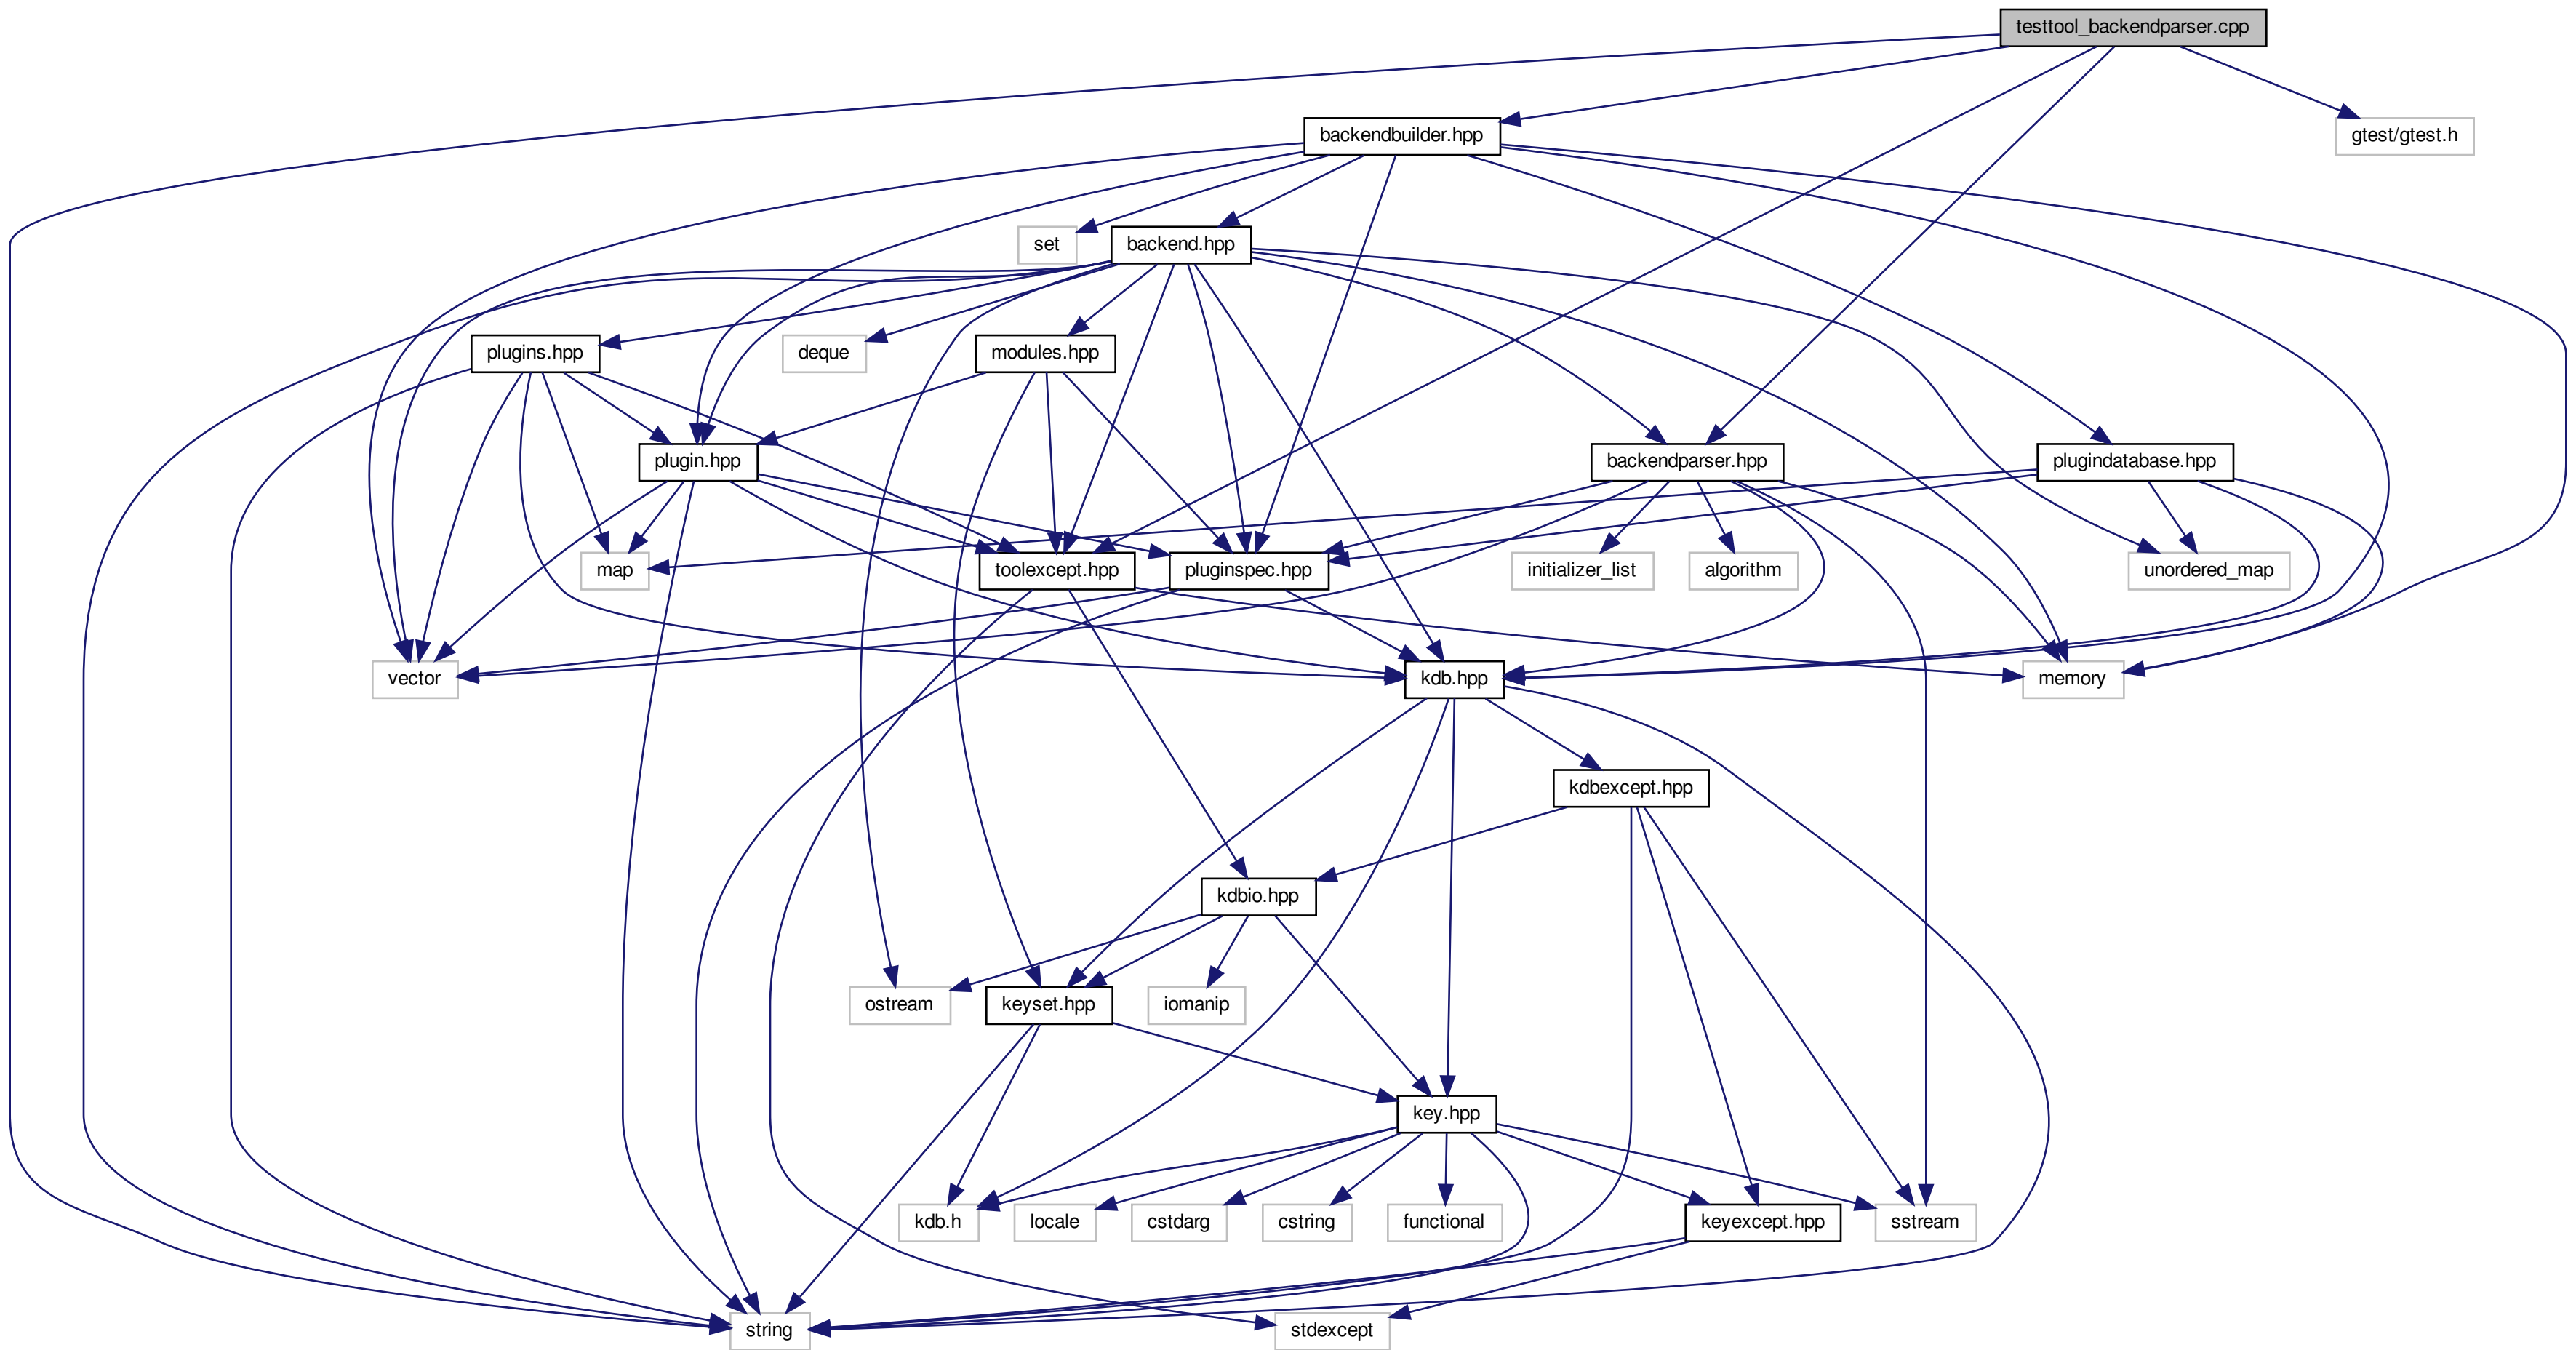 testtool_backendparser.cpp
backendbuilder.hpp
gtest/gtest.h
set
backend.hpp
plugins.hpp
deque
modules.hpp
plugin.hpp
backendparser.hpp
plugindatabase.hpp
map
toolexcept.hpp
pluginspec.hpp
initializer_list
algorithm
unordered_map
vector
kdb.hpp
memory
kdbexcept.hpp
kdbio.hpp
ostream
keyset.hpp
iomanip
key.hpp
kdb.h
locale
cstdarg
cstring
functional
keyexcept.hpp
sstream
string
stdexcept